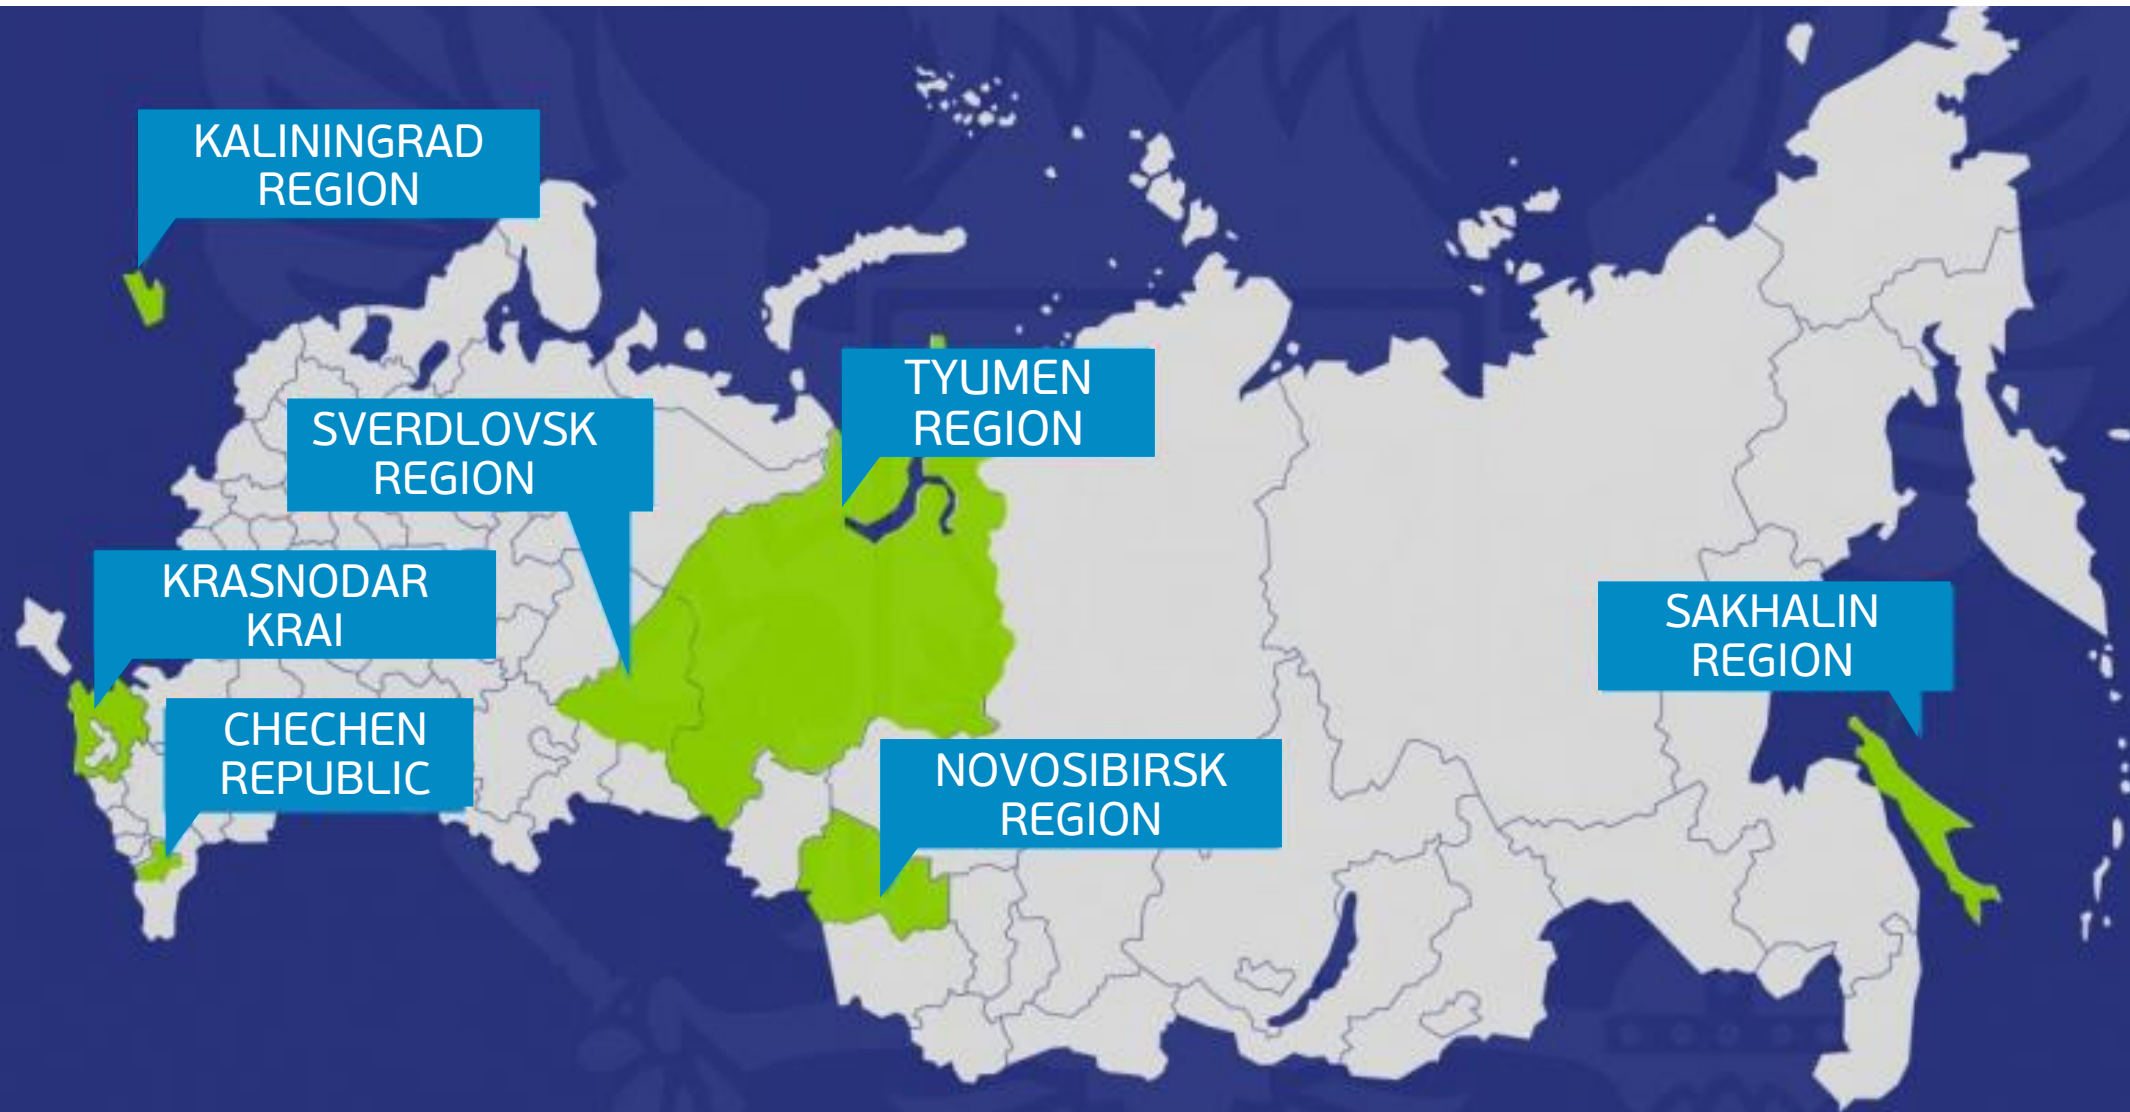 KALININGRAD
REGION
TYUMEN
REGION
SVERDLOVSK
REGION
KRASNODAR
KRAI
SAKHALIN
REGION
CHECHEN
REPUBLIC
NOVOSIBIRSK
REGION